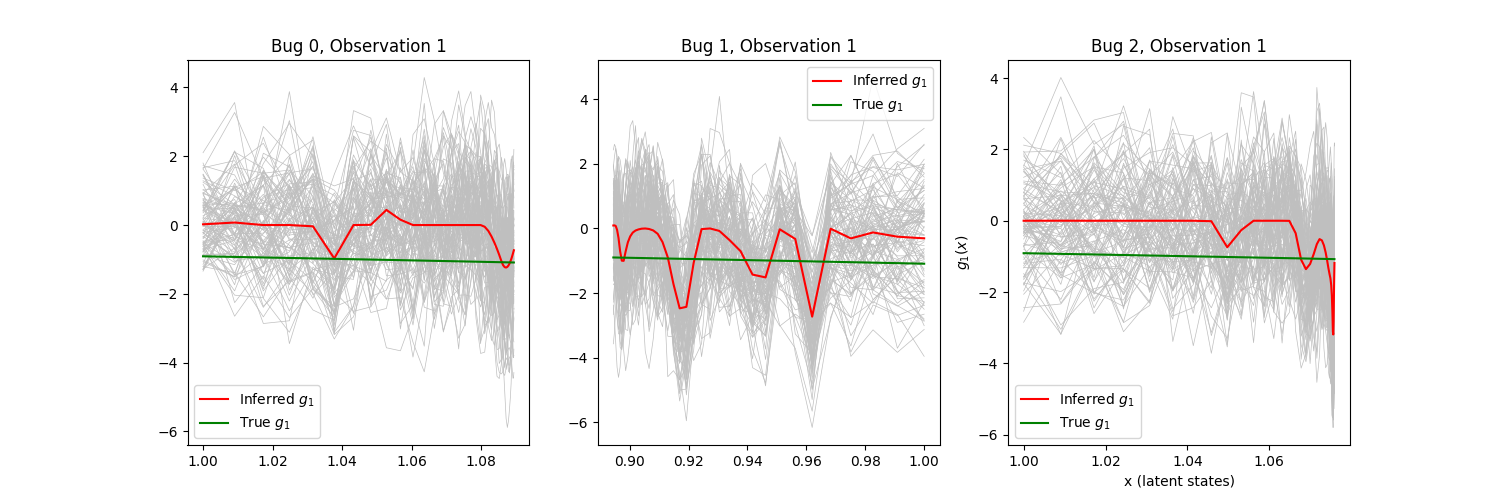 Bug 0, Observation 1
4
2
0
−2
−4
−6
1.00 1.02 1.04 1.06 1.08
Inferred g₁
True g₁
Bug 1, Observation 1
4
2
0
−2
−4
−6
0.90 0.92 0.94 0.96 0.98 1.00
Inferred g₁
True g₁
Bug 2, Observation 1
g₁(x)
4
2
0
−2
−4
−6
1.00 1.02 1.04 1.06
x (latent states)
Inferred g₁
True g₁